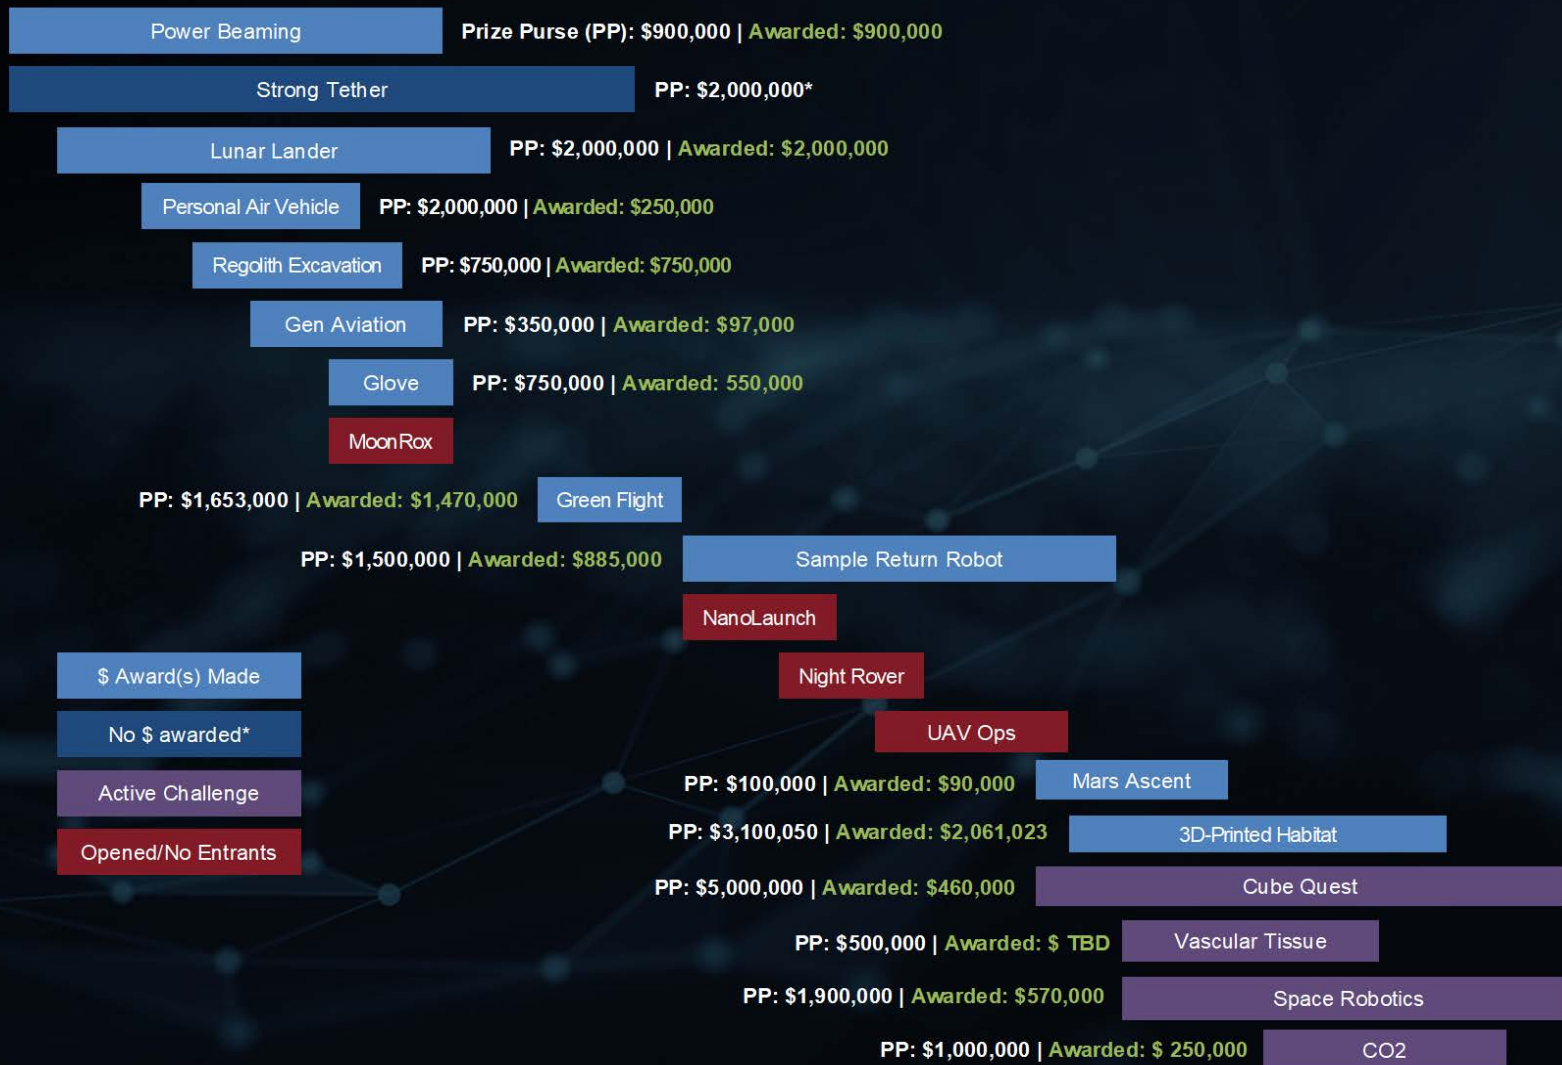 Power Beaming Prize Purse (PP): $900,000 | Awarded: $900,000
Strong Tether PP: $2,000,000*
Lunar Lander PP: $2,000,000 | Awarded: $2,000,000
Personal Air Vehicle PP: $2,000,000 | Awarded: $250,000
Regolith Excavation PP: $750,000 | Awarded: $750,000
Gen Aviation PP: $350,000 | Awarded: $97,000
Glove PP: $750,000 | Awarded: 550,000
MoonRox
PP: $1,653,000 | Awarded: $1,470,000 Green Flight
PP: $1,500,000 | Awarded: $885,000 Sample Return Robot
NanoLaunch
Night Rover
UAV Ops
PP: $100,000 | Awarded: $90,000 Mars Ascent
PP: $3,100,050 | Awarded: $2,061,023 3D-Printed Habitat
PP: $5,000,000 | Awarded: $460,000 Cube Quest
PP: $500,000 | Awarded: $ TBD Vascular Tissue
PP: $1,900,000 | Awarded: $570,000 Space Robotics
PP: $1,000,000 | Awarded: $ 250,000 CO2
$ Award(s) Made
No $ awarded*
Active Challenge
Opened/No Entrants